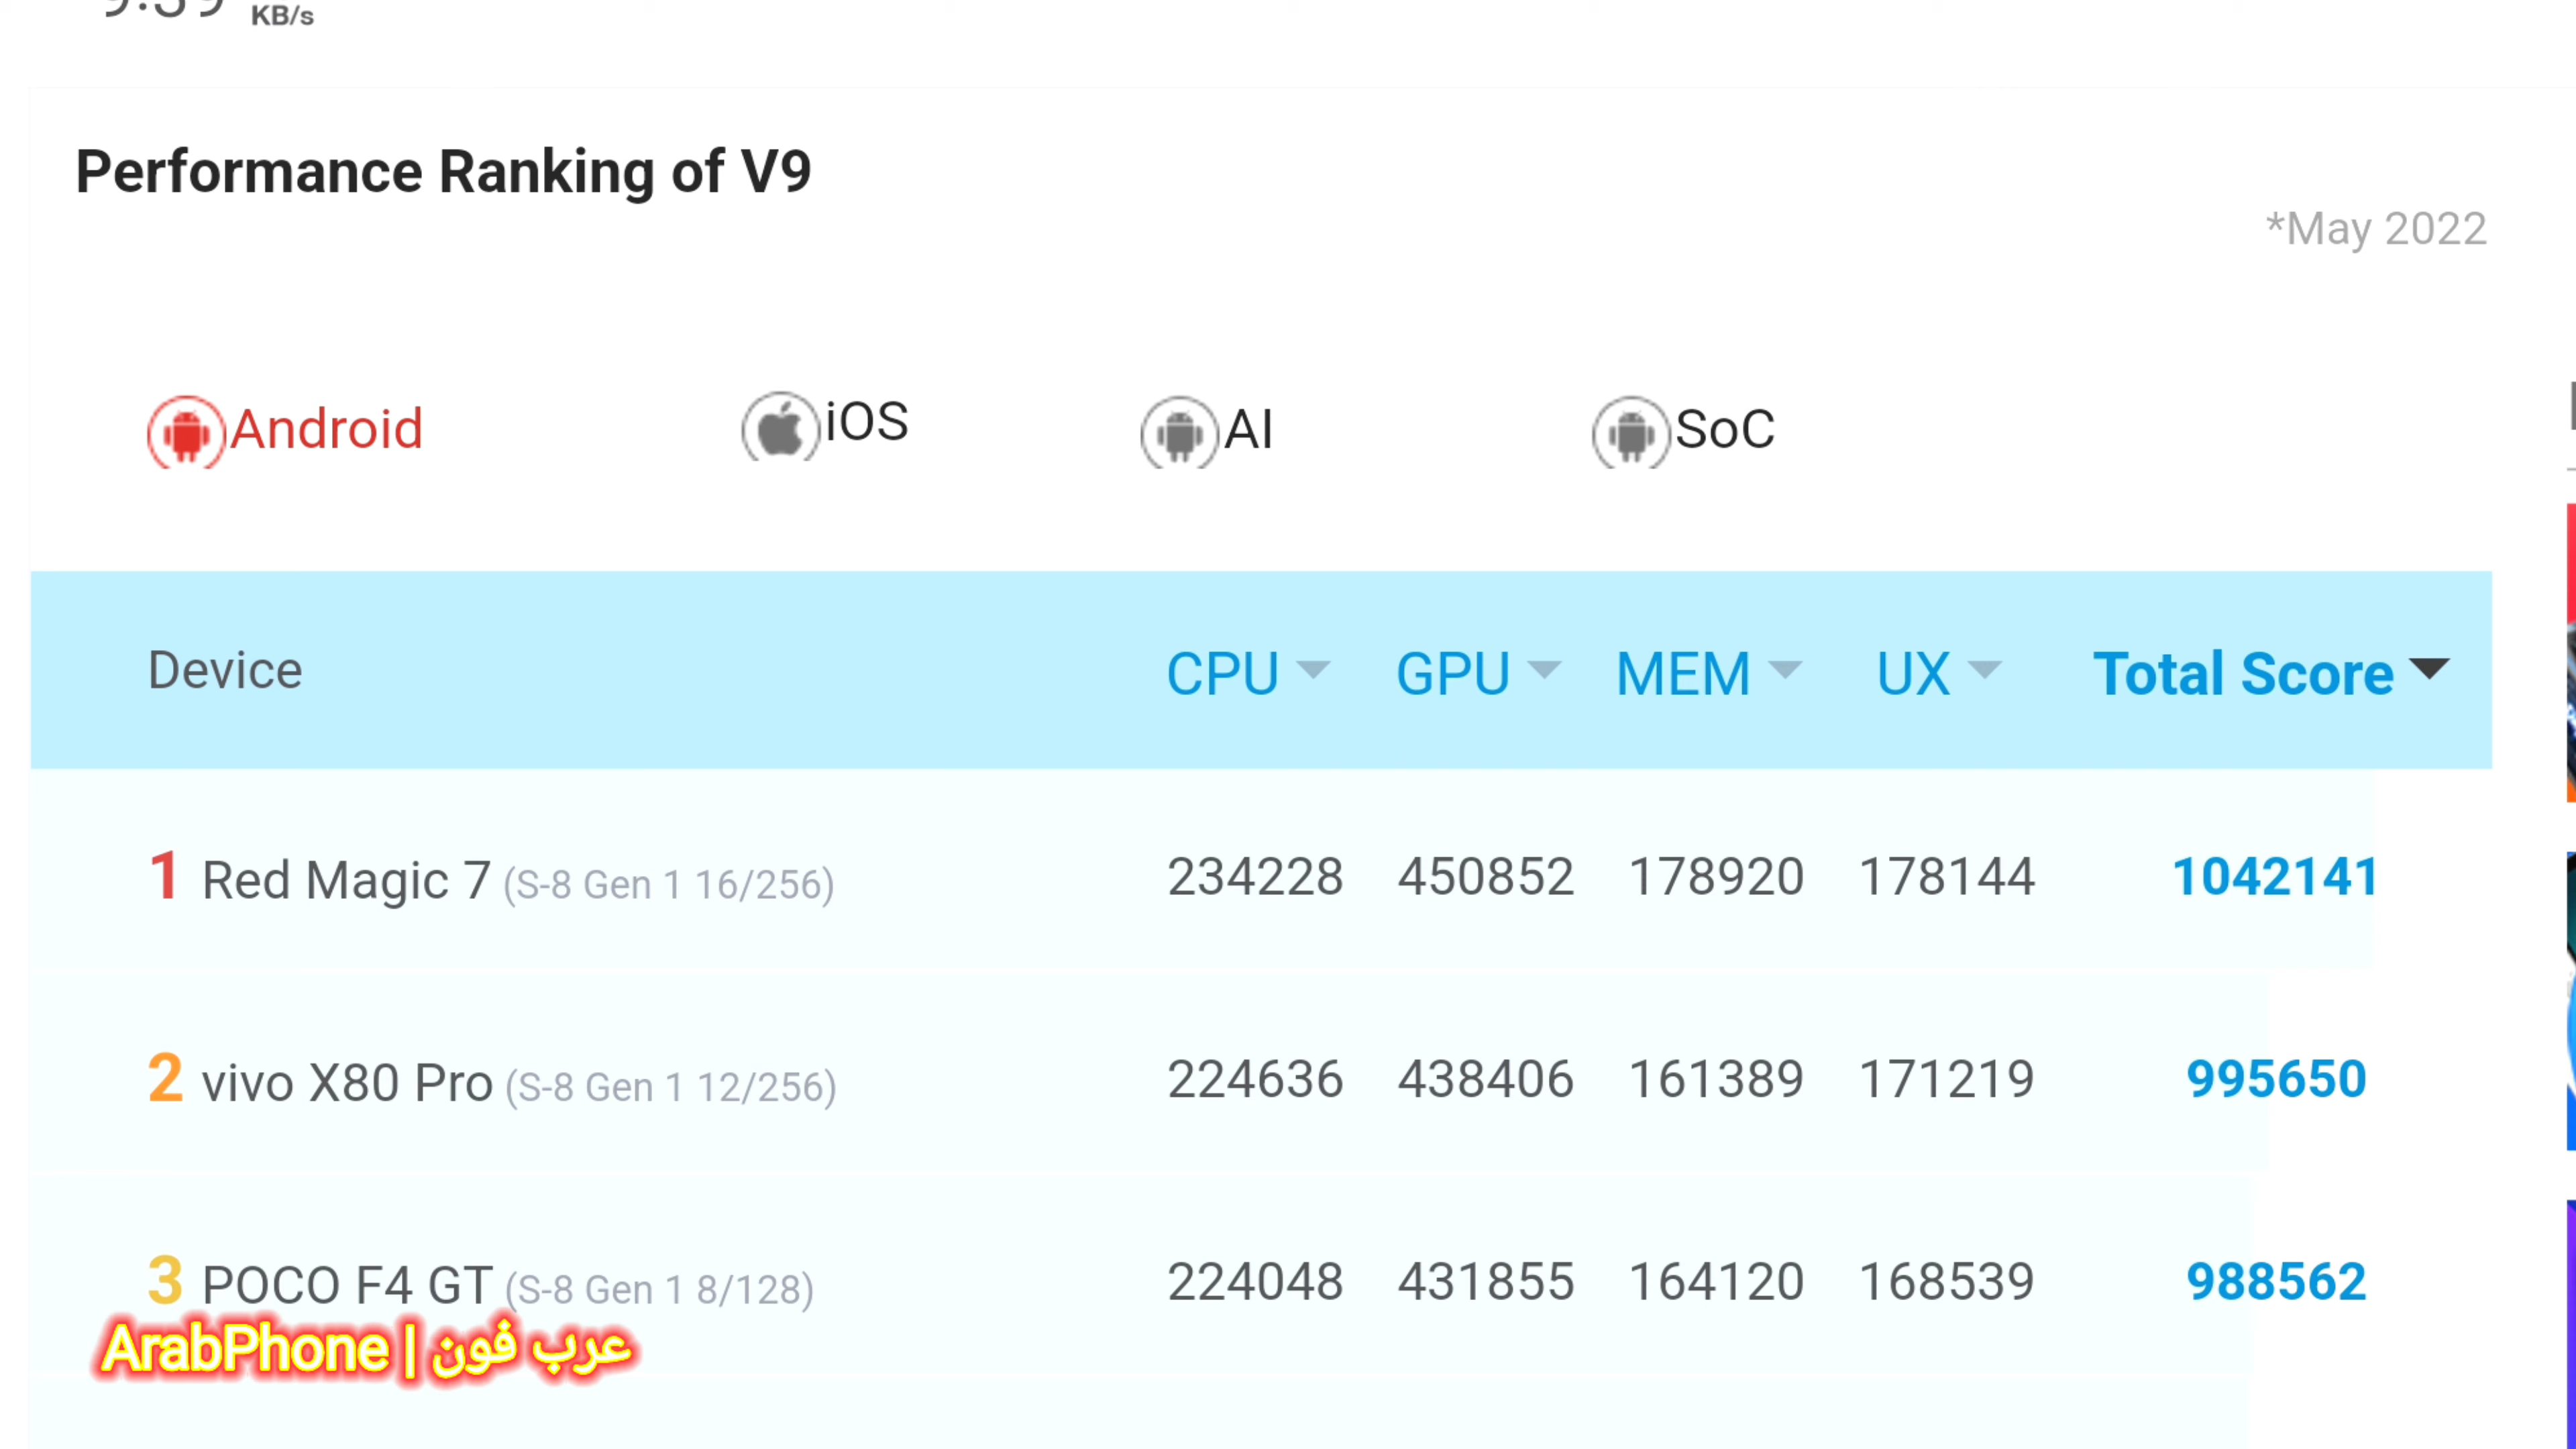 KB/s
Performance Ranking of V9
*May 2022
Android iOS AI SoC
Device CPU GPU MEM UX Total Score
1 Red Magic 7 (S-8 Gen 1 16/256) 234228 450852 178920 178144 1042141
2 vivo X80 Pro (S-8 Gen 1 12/256) 224636 438406 161389 171219 995650
3 POCO F4 GT (S-8 Gen 1 8/128) 224048 431855 164120 168539 988562
ArabPhone | عرب فون